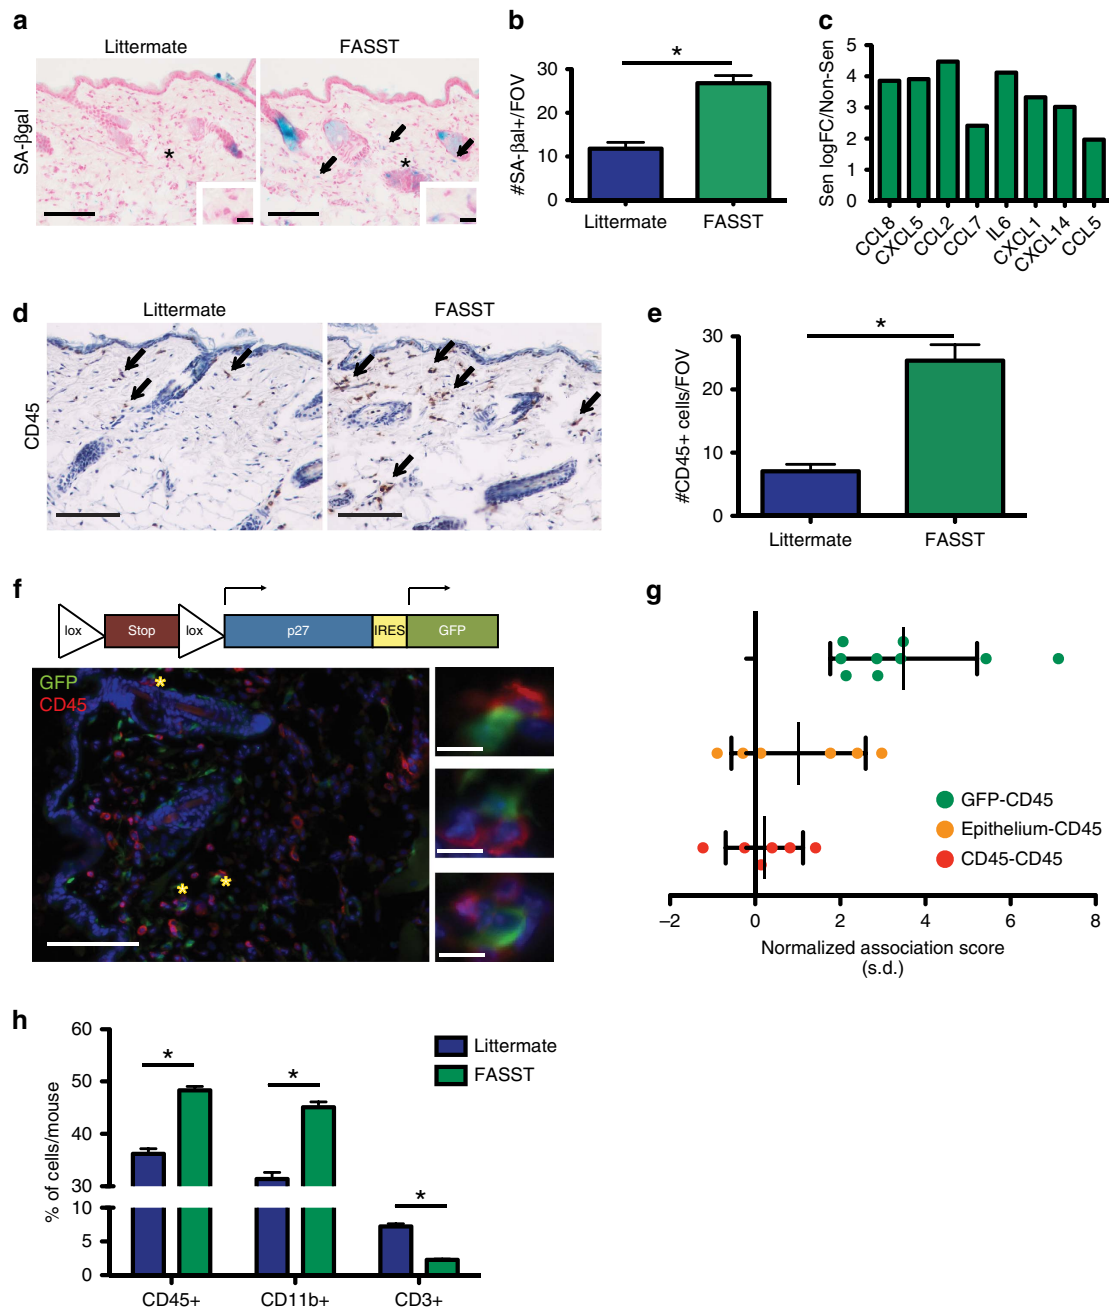 a
Littermate
FASST
SA-βgal
*
*
b
*
#SA-βal+/FOV
30
20
10
0
Littermate
FASST
c
Sen logFC/Non-Sen
5
4
3
2
1
0
CCL8
CXCL5
CCL2
CCL7
IL6
CXCL1
CXCL14
CCL5
d
Littermate
FASST
CD45
e
*
#CD45+ cells/FOV
30
20
10
0
Littermate
FASST
f
lox
Stop
lox
p27
IRES
GFP
GFP
CD45
*
*
*
g
GFP-CD45
Epithelium-CD45
CD45-CD45
–2
0
2
4
6
8
Normalized association score
(s.d.)
h
% of cells/mouse
60
50
40
30
10
5
0
*
*
*
Littermate
FASST
CD45+
CD11b+
CD3+